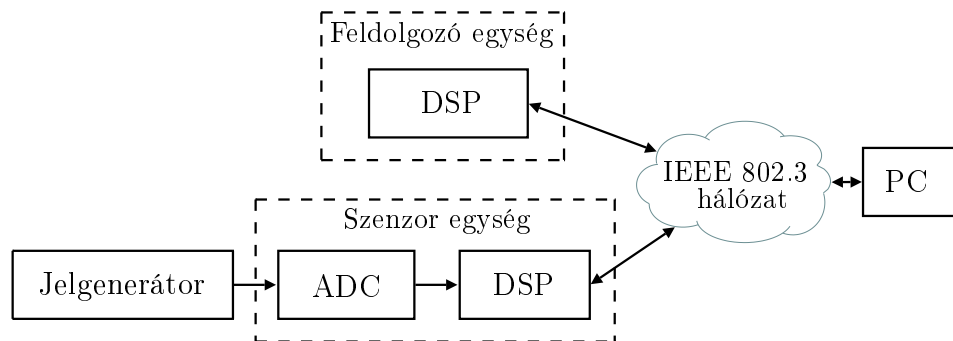 Feldolgozó egység
DSP
IEEE 802.3
hálózat
PC
Szenzor egység
Jelgenerátor
ADC
DSP